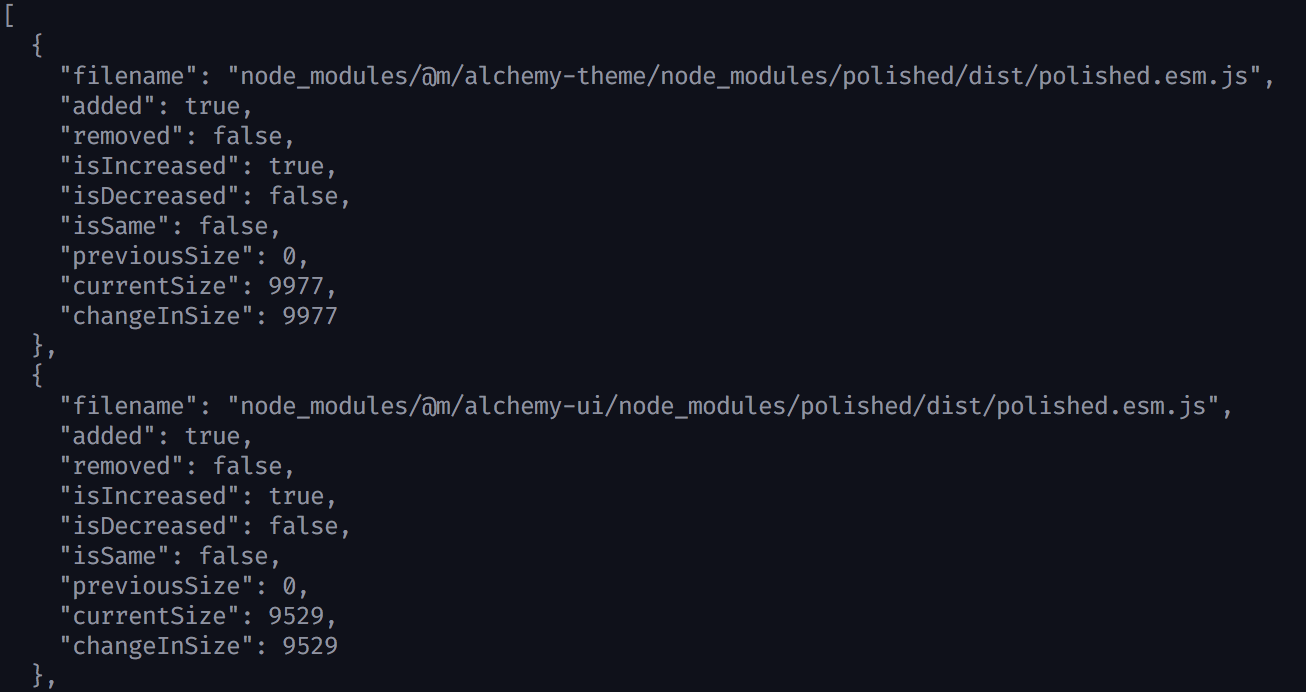 [
  {
    "filename": "node_modules/@m/alchemy-theme/node_modules/polished/dist/polished.esm.js",
    "added": true,
    "removed": false,
    "isIncreased": true,
    "isDecreased": false,
    "isSame": false,
    "previousSize": 0,
    "currentSize": 9977,
    "changeInSize": 9977
  },
  {
    "filename": "node_modules/@m/alchemy-ui/node_modules/polished/dist/polished.esm.js",
    "added": true,
    "removed": false,
    "isIncreased": true,
    "isDecreased": false,
    "isSame": false,
    "previousSize": 0,
    "currentSize": 9529,
    "changeInSize": 9529
  },